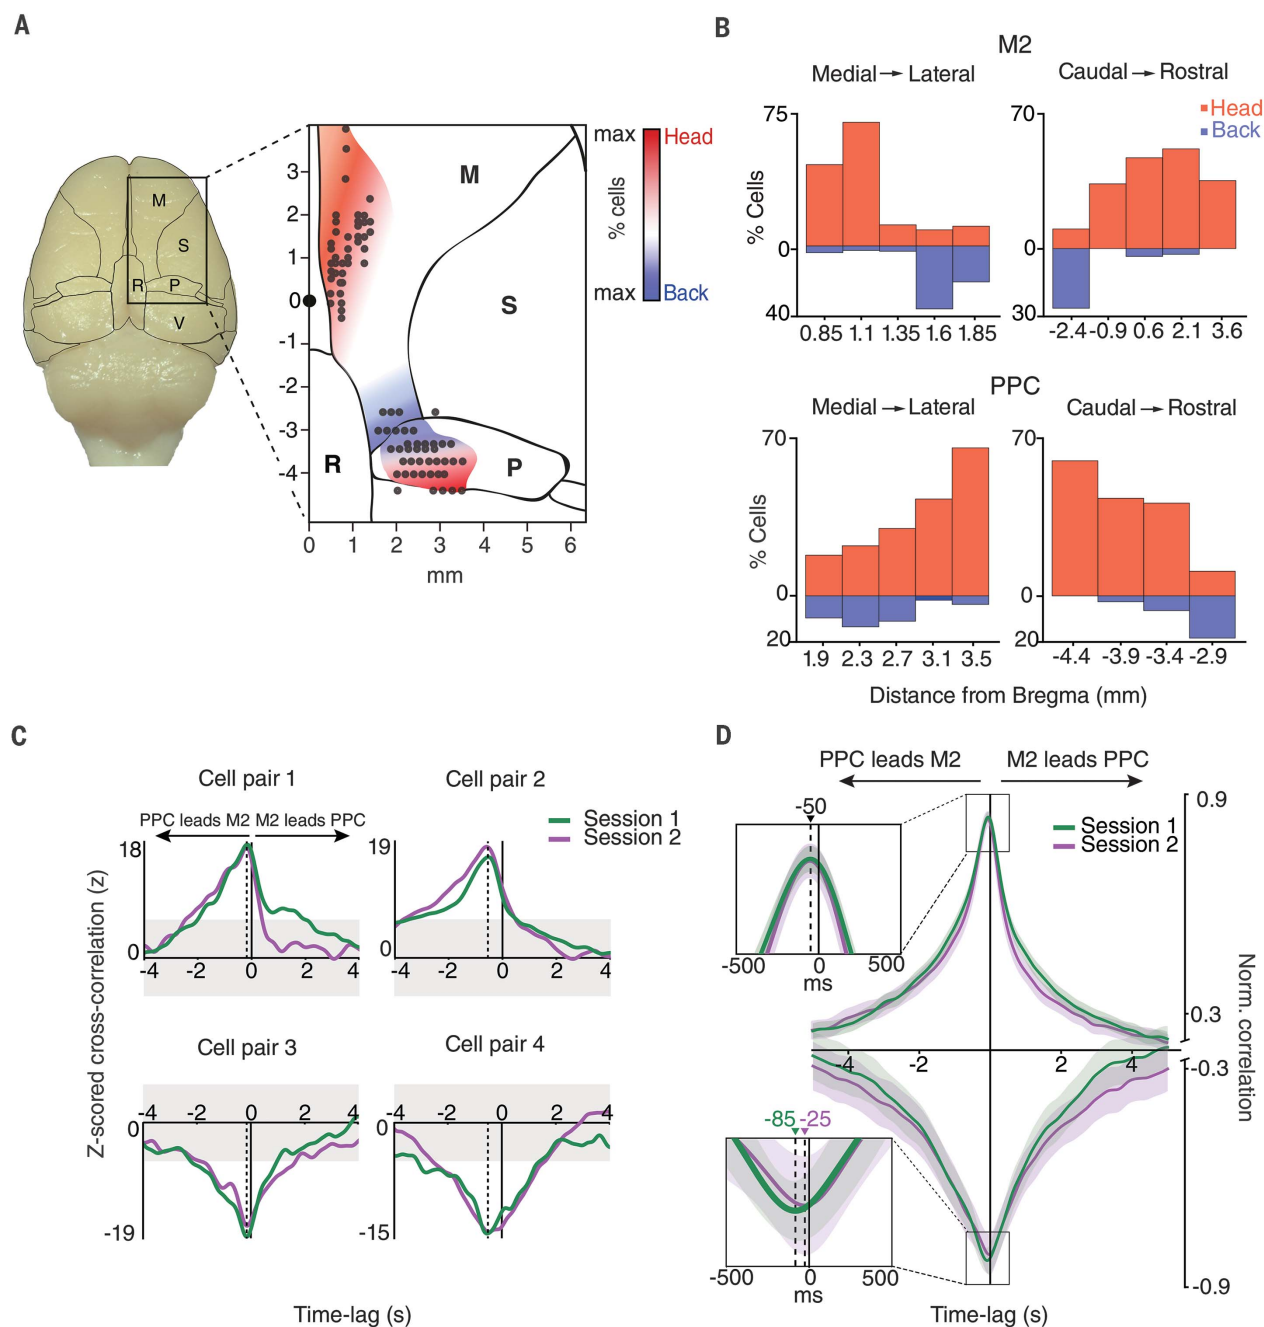 A
M
S
R
P
V
3
2
1
0
-1
-2
-3
-4
M
S
R
P
0 1 2 3 4 5 6
mm
max Head
% cells
max Back
B
M2
Medial → Lateral
Caudal → Rostral
Head
Back
75
% Cells
0
40
0.85 1.1 1.35 1.6 1.85
70
0
30
-2.4 -0.9 0.6 2.1 3.6
PPC
Medial → Lateral
Caudal → Rostral
70
% Cells
0
20
1.9 2.3 2.7 3.1 3.5
70
0
20
-4.4 -3.9 -3.4 -2.9
Distance from Bregma (mm)
C
Cell pair 1
PPC leads M2 M2 leads PPC
18
0
-4 -2 0 2 4
Cell pair 2
Session 1
Session 2
19
0
-4 -2 0 2 4
Z-scored cross-correlation (z)
Cell pair 3
-4 -2 0 2 4
0
-19
Cell pair 4
-4 -2 0 2 4
0
-15
Time-lag (s)
D
PPC leads M2 M2 leads PPC
Session 1
Session 2
-50
-500 0 500
ms
0.9
0.3
-0.3
-0.9
Norm. correlation
-4 -2 2 4
-85 -25
-500 0 500
ms
Time-lag (s)